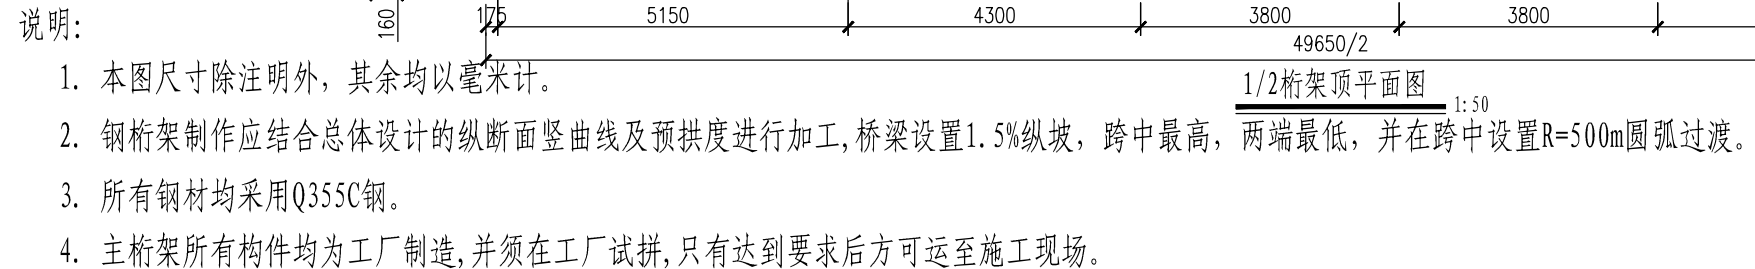 说明:
160
175
5150
4300
3800
3800
49650/2
1. 本图尺寸除注明外，其余均以毫米计。
1/2桁架顶平面图
1:50
2. 钢桁架制作应结合总体设计的纵断面竖曲线及预拱度进行加工,桥梁设置1.5%纵坡，跨中最高，两端最低，并在跨中设置R=500m圆弧过渡。
3. 所有钢材均采用Q355C钢。
4. 主桁架所有构件均为工厂制造,并须在工厂试拼,只有达到要求后方可运至施工现场。